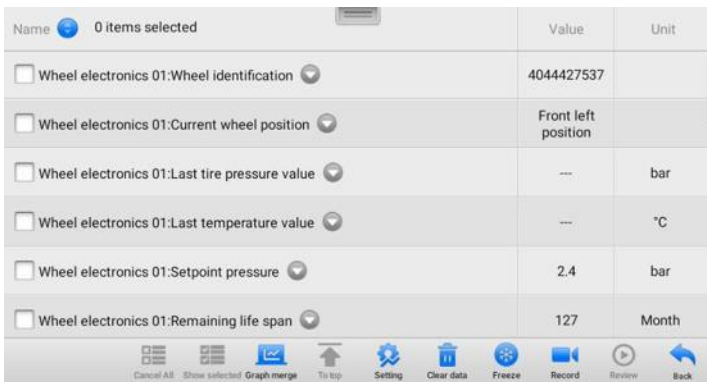 Name 0 items selected Value Unit
Wheel electronics 01:Wheel identification 4044427537
Wheel electronics 01:Current wheel position Front left
position
Wheel electronics 01:Last tire pressure value --- bar
Wheel electronics 01:Last temperature value --- °C
Wheel electronics 01:Setpoint pressure 2.4 bar
Wheel electronics 01:Remaining life span 127 Month
Cancel All Show selected Graph merge To top Setting Clear data Freeze Record Review Back